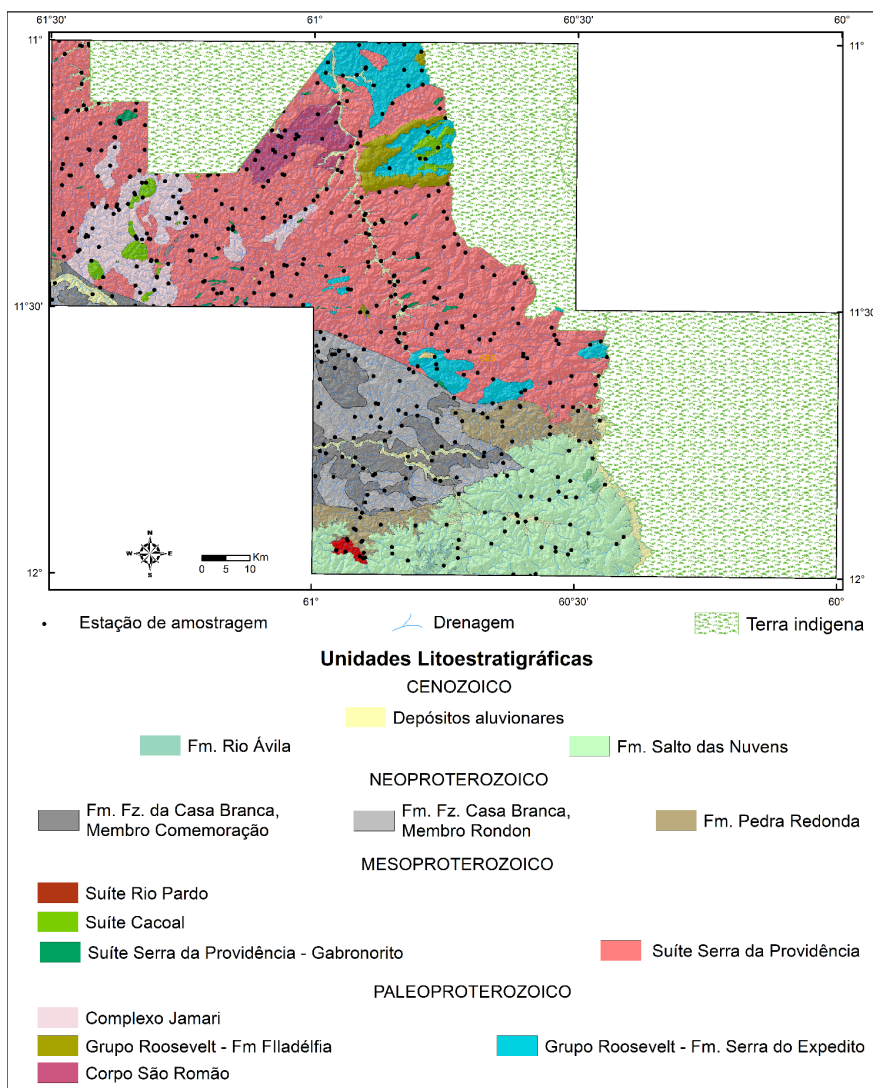 61°30' 61° 60°30' 60°
11° 11°
11°30' 11°30'
N
W E
S
Km
0 5 10
12° 12°
61° 60°30' 60°
Estação de amostragem Drenagem Terra indigena
Unidades Litoestratigráficas
CENOZOICO
Depósitos aluvionares
Fm. Rio Ávila Fm. Salto das Nuvens
NEOPROTEROZOICO
Fm. Fz. da Casa Branca, Fm. Fz. Casa Branca, Fm. Pedra Redonda
Membro Comemoração Membro Rondon
MESOPROTEROZOICO
Suíte Rio Pardo
Suíte Cacoal
Suíte Serra da Providência - Gabronorito Suíte Serra da Providência
PALEOPROTEROZOICO
Complexo Jamari
Grupo Roosevelt - Fm FIladélfia Grupo Roosevelt - Fm. Serra do Expedito
Corpo São Romão